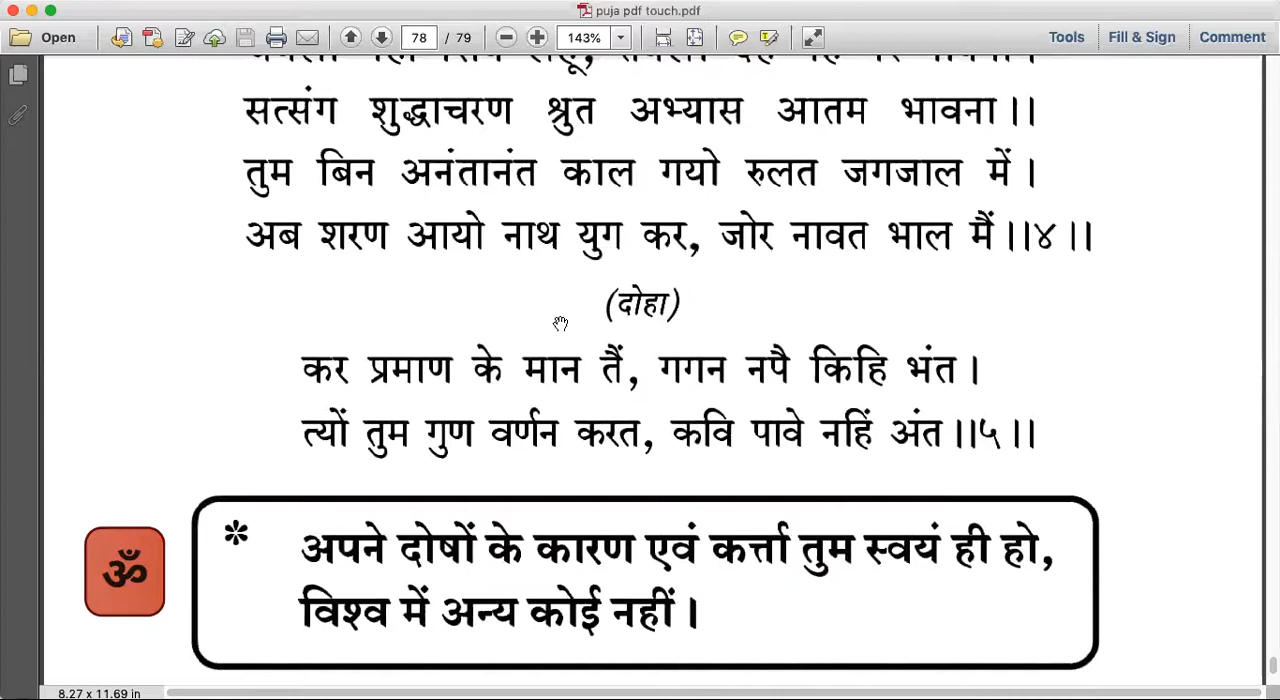 puja pdf touch.pdf
Open 78 / 79 143% Tools Fill & Sign Comment
सत्संग शुद्धाचरण श्रुत अभ्यास आतम भावना।।
तुम बिन अनंतानंत काल गयो रुलत जगजाल में।
अब शरण आयो नाथ युग कर, जोर नावत भाल मैं।।४।।
(दोहा)
कर प्रमाण के मान तैं, गगन नपै किहि भंत।
त्यों तुम गुण वर्णन करत, कवि पावे नहिं अंत।।५।।
* अपने दोषों के कारण एवं कर्त्ता तुम स्वयं ही हो,
ॐ
विश्व में अन्य कोई नहीं।
8.27 x 11.69 in